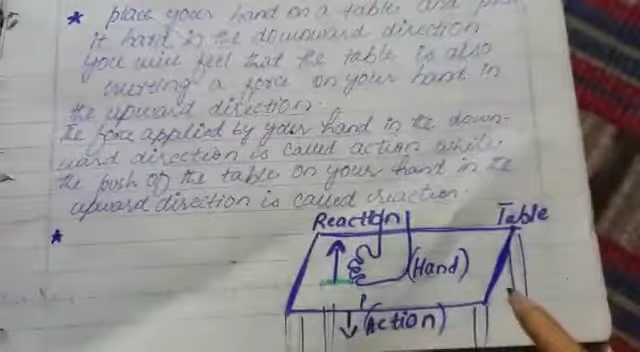 * place your hand on a table and push
it hard in the downward direction
you will feel that the table is also
exerting a force on your hand in
the upward direction.
The force applied by your hand in the down-
ward direction is called action while
the push of the table on your hand in the
upward direction is called reaction.
*
Reaction
Table
(Hand)
(Action)